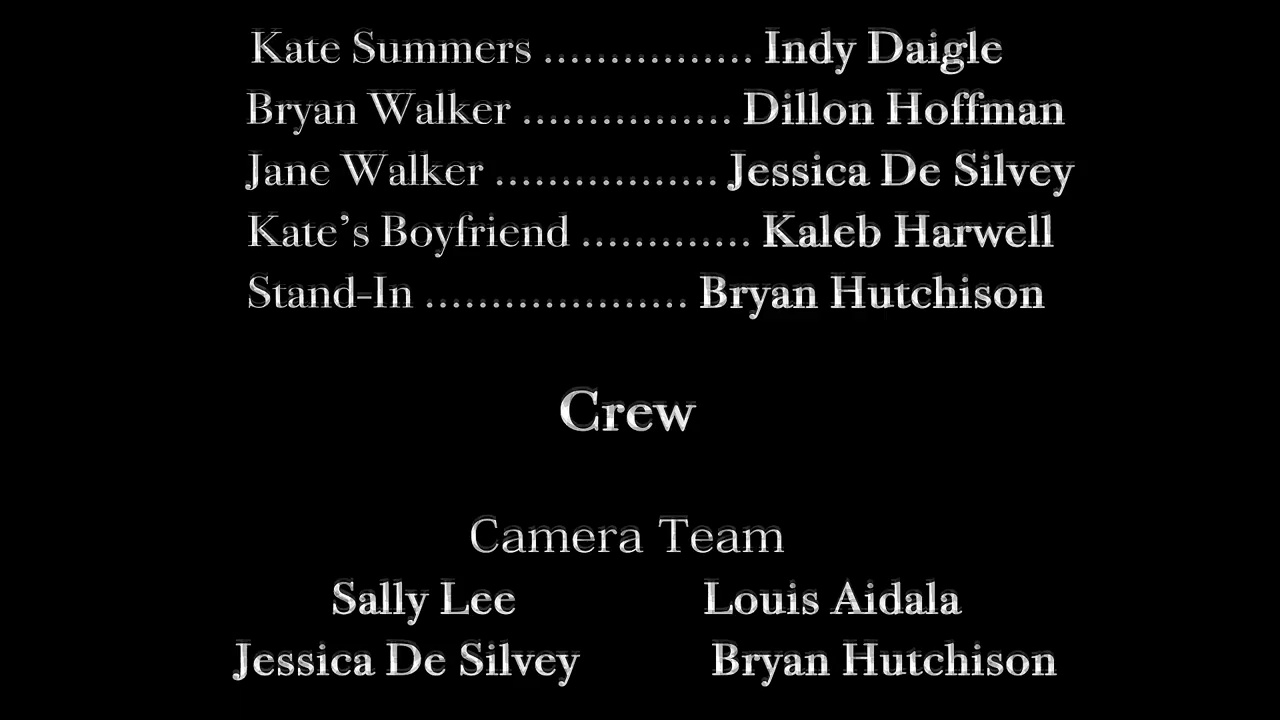 Kate Summers ................ Indy Daigle
Bryan Walker ................ Dillon Hoffman
Jane Walker ................. Jessica De Silvey
Kate’s Boyfriend ............. Kaleb Harwell
Stand-In .................... Bryan Hutchison
Crew
Camera Team
Sally Lee Louis Aidala
Jessica De Silvey Bryan Hutchison